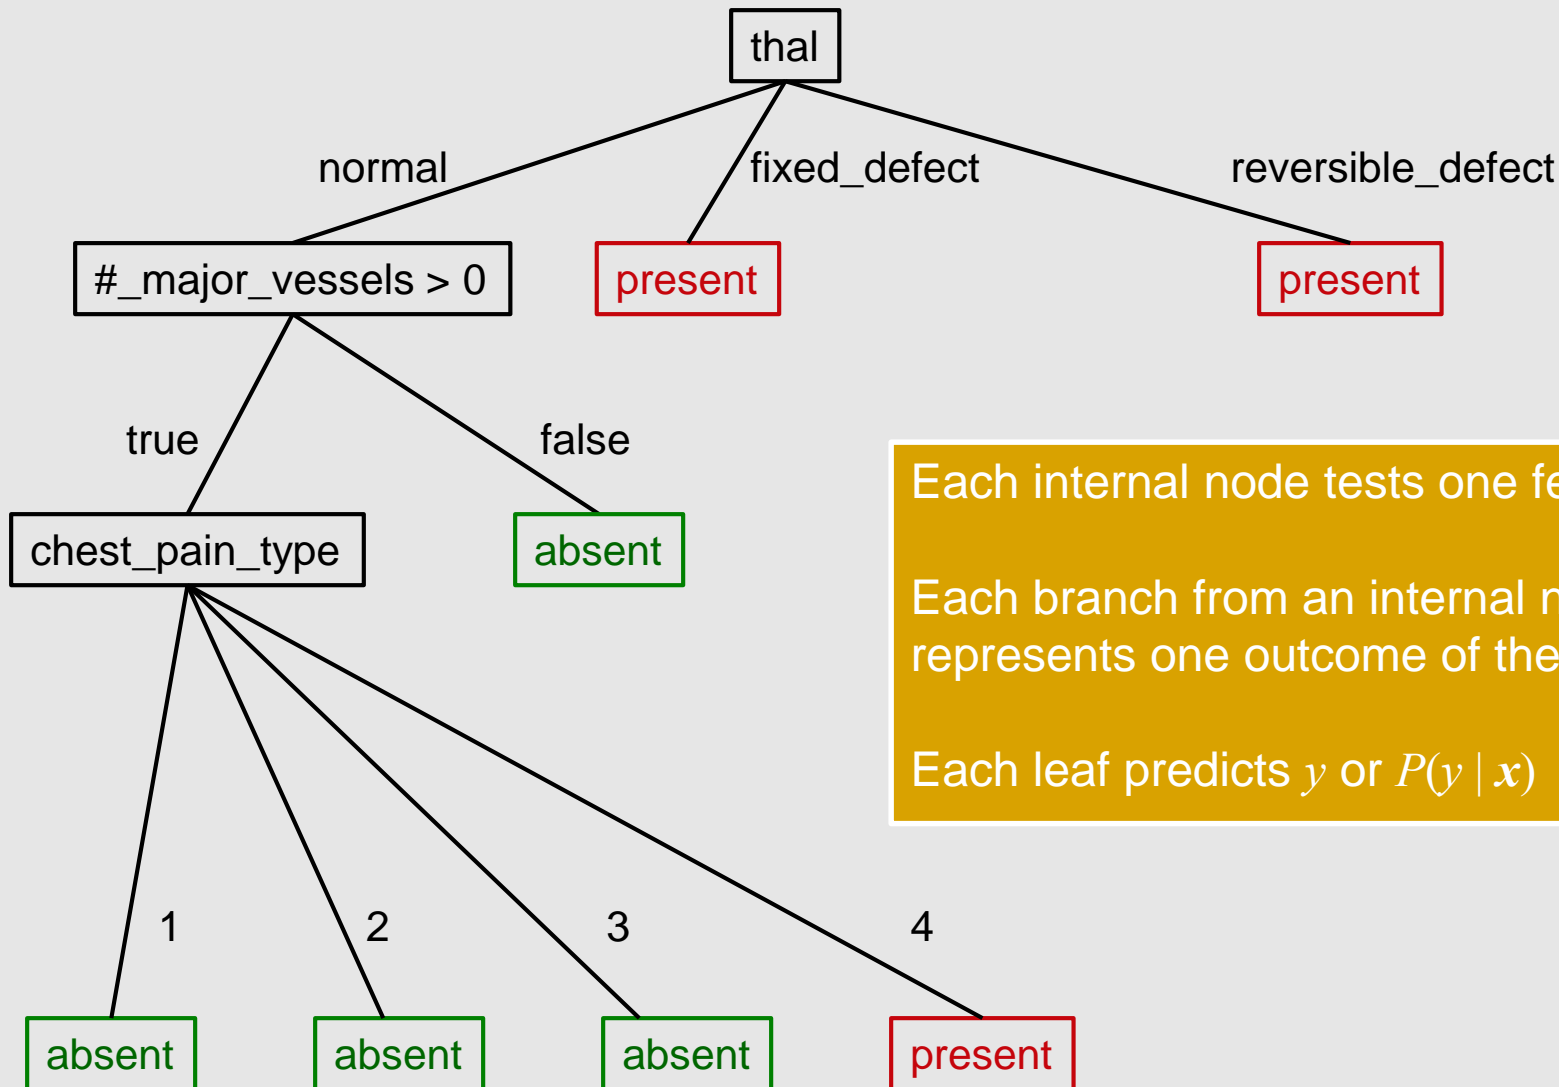 thal
normal
fixed_defect
reversible_defect
#_major_vessels > 0
present
present
true
false
chest_pain_type
absent
Each internal node tests one
Each branch from an internal
represents one outcome of the
Each leaf predicts y or P(y | x)
1
2
3
4
absent
absent
absent
present